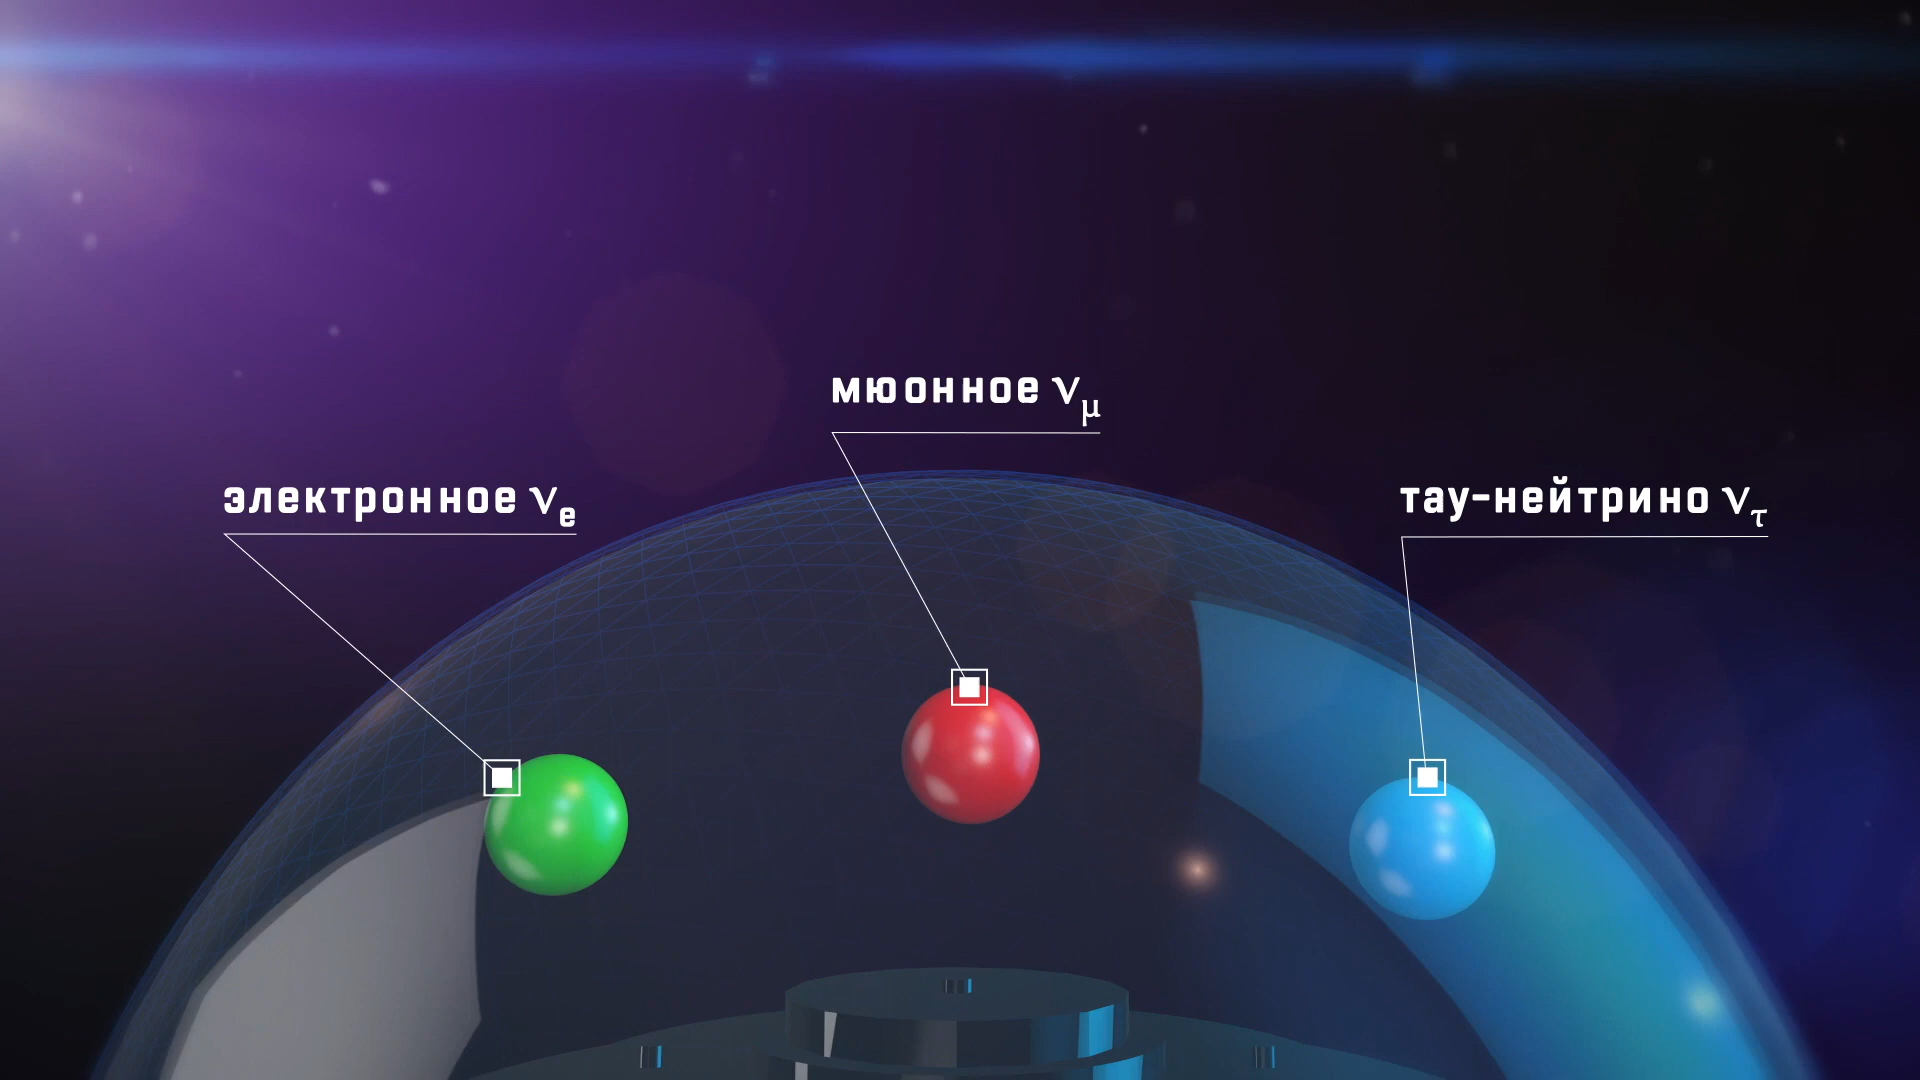 электронное νe
мюонное νμ
тау-нейтрино ντ